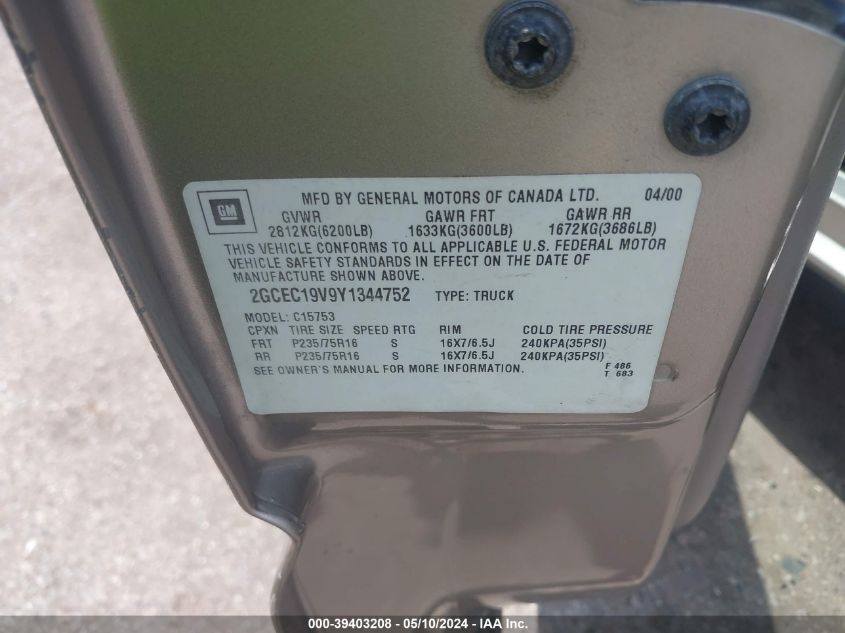 GM
MFD BY GENERAL MOTORS OF CANADA LTD. 04/00
GVWR GAWR FRT GAWR RR
2812KG(6200LB) 1633KG(3600LB) 1672KG(3686LB)
THIS VEHICLE CONFORMS TO ALL APPLICABLE U.S. FEDERAL MOTOR
VEHICLE SAFETY STANDARDS IN EFFECT ON THE DATE OF
MANUFACTURE SHOWN ABOVE.
2GCEC19V9Y1344752 TYPE: TRUCK
MODEL: C15753
CPXN TIRE SIZE SPEED RTG RIM COLD TIRE PRESSURE
FRT P235/75R16 S 16X7/6.5J 240KPA(35PSI)
RR P235/75R16 S 16X7/6.5J 240KPA(35PSI)
SEE OWNER'S MANUAL FOR MORE INFORMATION. F 486
T 683
000-39403208 - 05/10/2024 - IAA Inc.